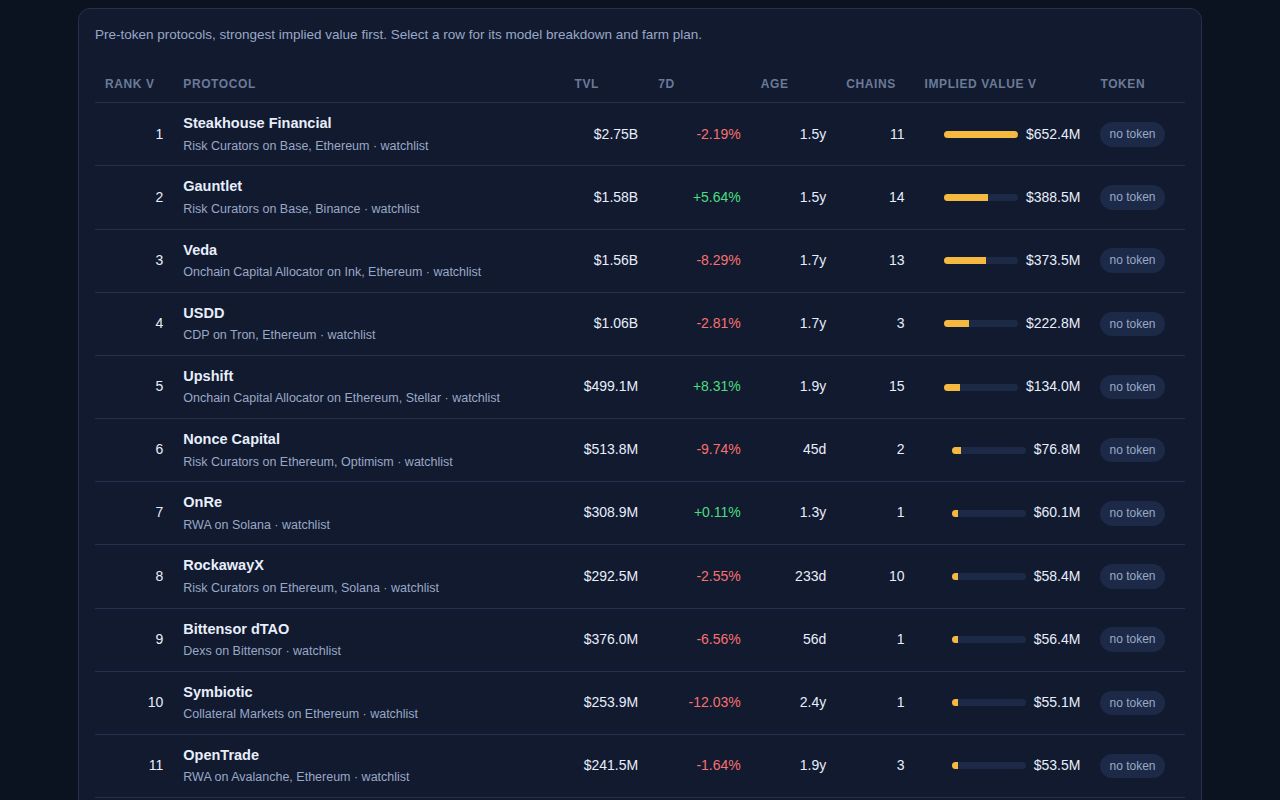 Pre-token protocols, strongest implied value first. Select a row for its model breakdown and farm plan.
RANK V PROTOCOL TVL 7D AGE CHAINS IMPLIED VALUE V TOKEN
1 Steakhouse Financial $2.75B -2.19% 1.5y 11 $652.4M no token
Risk Curators on Base, Ethereum · watchlist
2 Gauntlet $1.58B +5.64% 1.5y 14 $388.5M no token
Risk Curators on Base, Binance · watchlist
3 Veda $1.56B -8.29% 1.7y 13 $373.5M no token
Onchain Capital Allocator on Ink, Ethereum · watchlist
4 USDD $1.06B -2.81% 1.7y 3 $222.8M no token
CDP on Tron, Ethereum · watchlist
5 Upshift $499.1M +8.31% 1.9y 15 $134.0M no token
Onchain Capital Allocator on Ethereum, Stellar · watchlist
6 Nonce Capital $513.8M -9.74% 45d 2 $76.8M no token
Risk Curators on Ethereum, Optimism · watchlist
7 OnRe $308.9M +0.11% 1.3y 1 $60.1M no token
RWA on Solana · watchlist
8 RockawayX $292.5M -2.55% 233d 10 $58.4M no token
Risk Curators on Ethereum, Solana · watchlist
9 Bittensor dTAO $376.0M -6.56% 56d 1 $56.4M no token
Dexs on Bittensor · watchlist
10 Symbiotic $253.9M -12.03% 2.4y 1 $55.1M no token
Collateral Markets on Ethereum · watchlist
11 OpenTrade $241.5M -1.64% 1.9y 3 $53.5M no token
RWA on Avalanche, Ethereum · watchlist